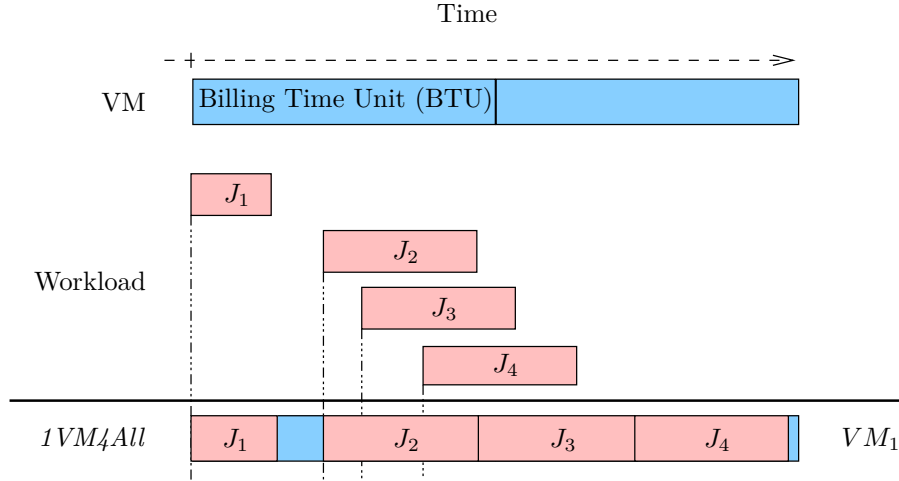 Time
VM
Billing Time Unit (BTU)
J₁
J₂
Workload
J₃
J₄
1VM4All J₁ J₂ J₃ J₄ VM₁